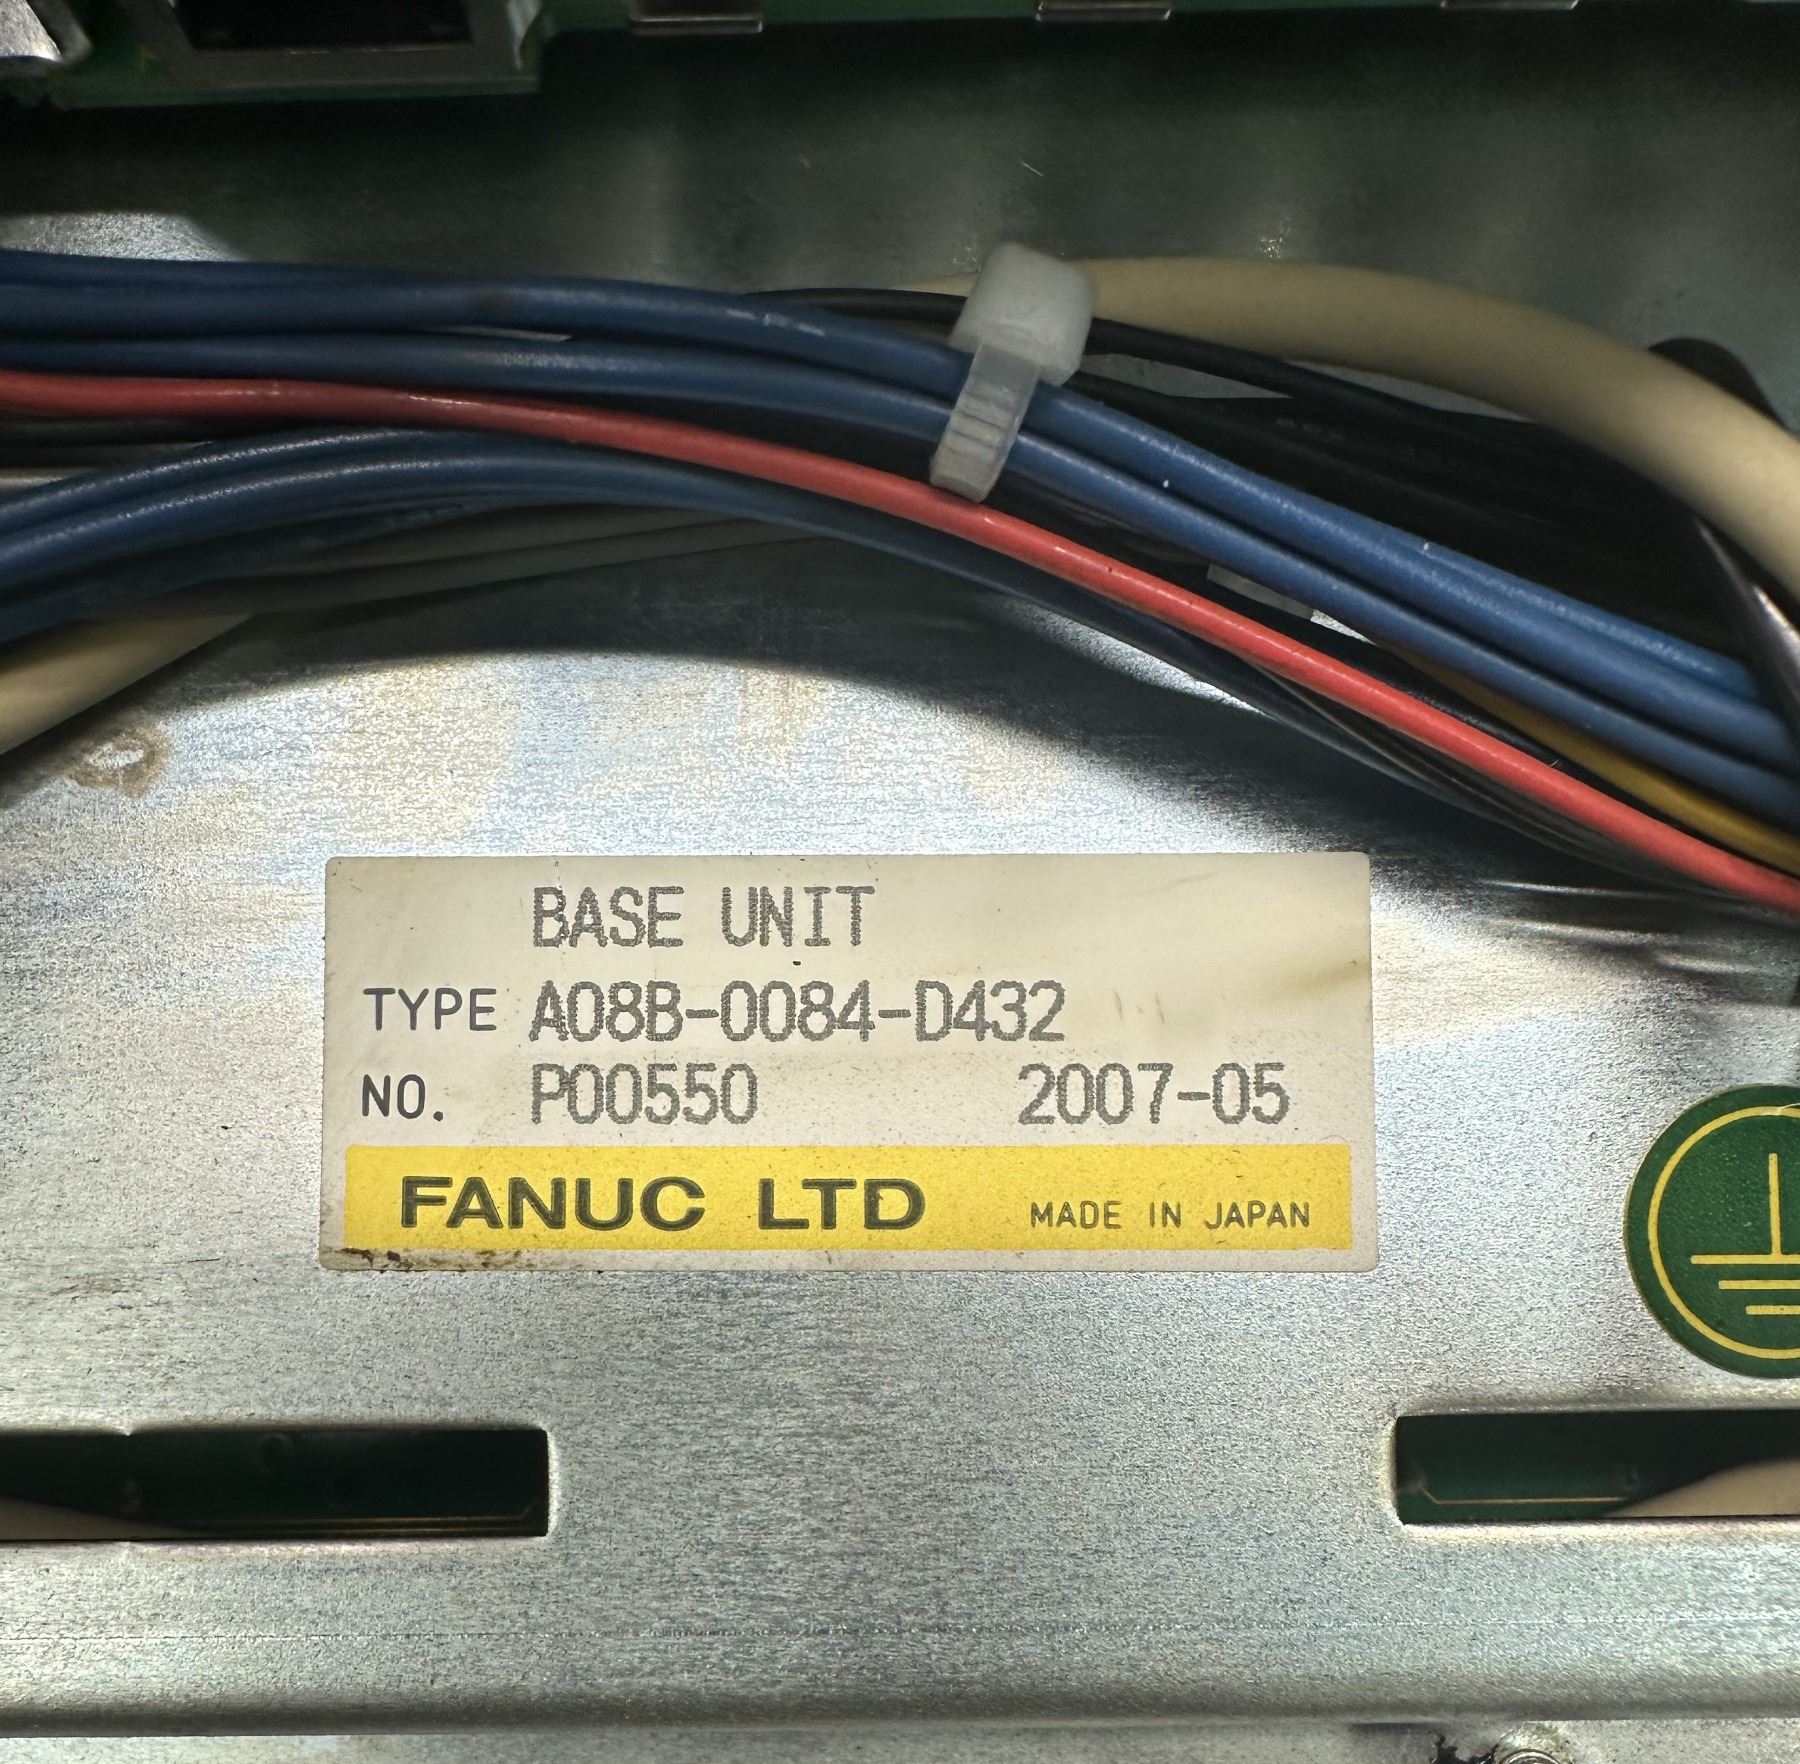 BASE UNIT
TYPE A08B-0084-D432
NO. P00550 2007-05
FANUC LTD MADE IN JAPAN